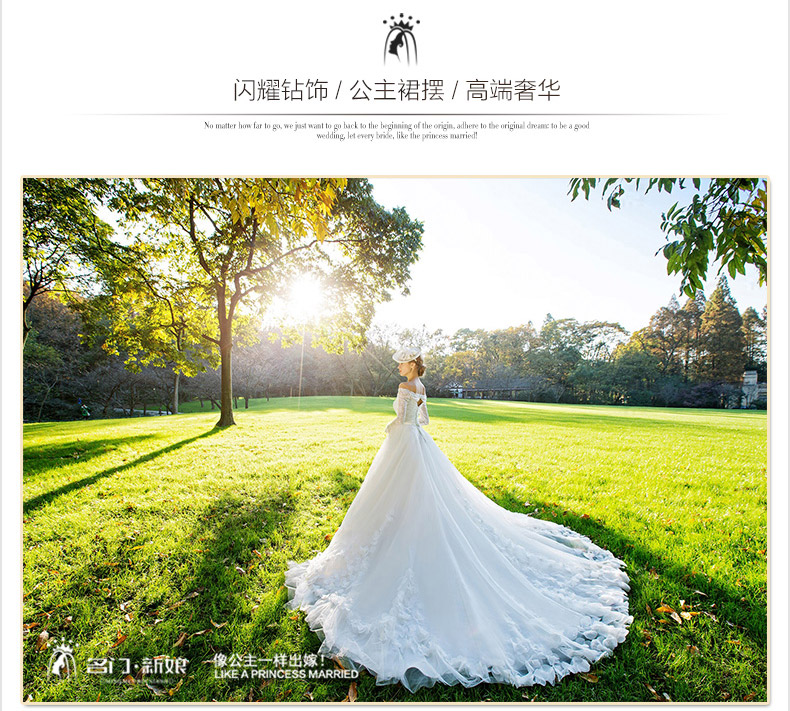 闪耀钻饰 / 公主裙摆 / 高端奢华
No matter how far to go, we just want to go back to the beginning of the origin, adhere to the original dream: to be a good
wedding, let every bride, like the princess married!
名门·新娘
像公主一样出嫁!
LIKE A PRINCESS MARRIED